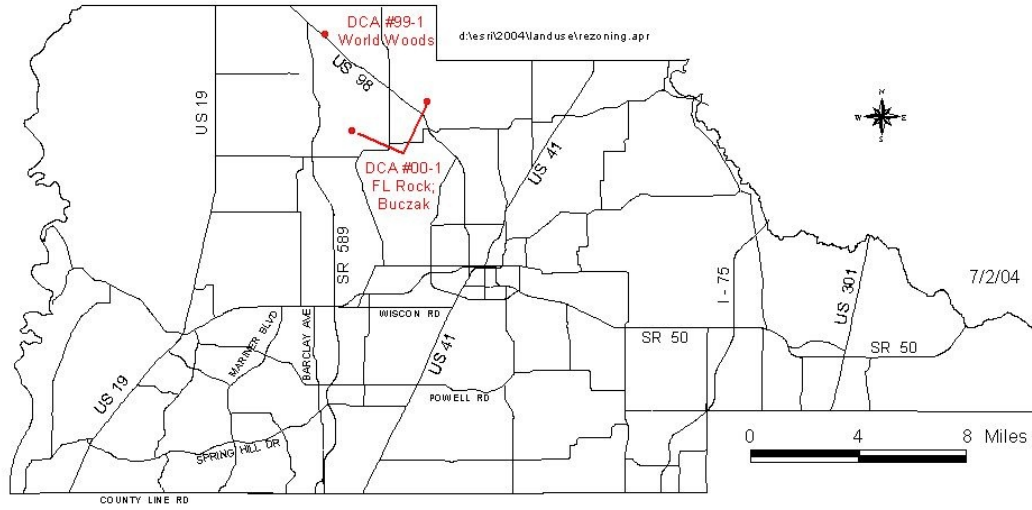 DCA #99-1
World Woods
d:\esri\2004\landuse\rezoning.apr
US 98
US 19
N
W E
S
US 41
DCA #00-1
FL Rock;
Buczak
SR 589
I - 75
US 301
7/2/04
WISCON RD
MARINER BLVD
BARCLAY AVE
US 41
SR 50
SR 50
US 19
POWELL RD
SPRING HILL DR
0 4 8 Miles
COUNTY LINE RD